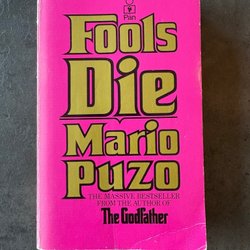 Pan
Fools
Die
Mario
Puzo
THE MASSIVE BESTSELLER
FROM THE AUTHOR OF
The Godfather